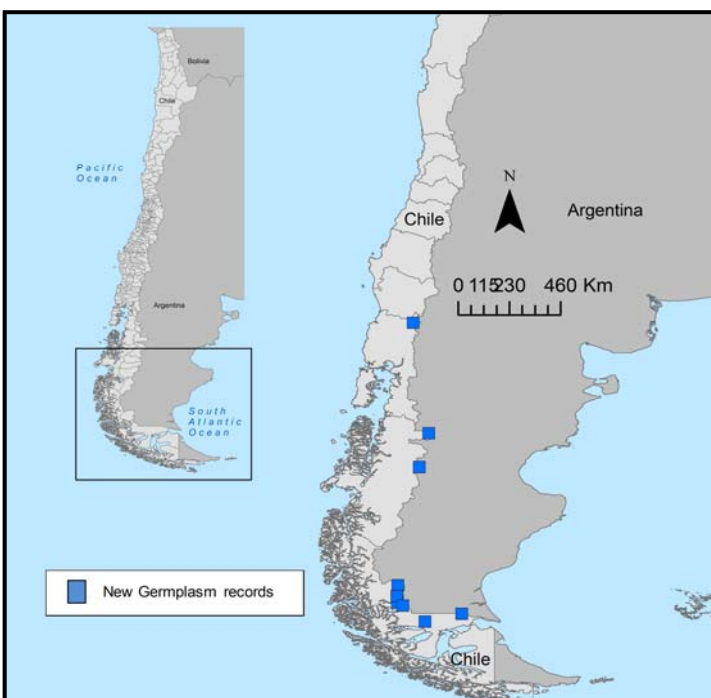 Bolivia
Chile
Pacific
Ocean
Argentina
South
Atlantic
Ocean
New Germplasm records
Chile
N
Argentina
0 115230 460 Km
Chile